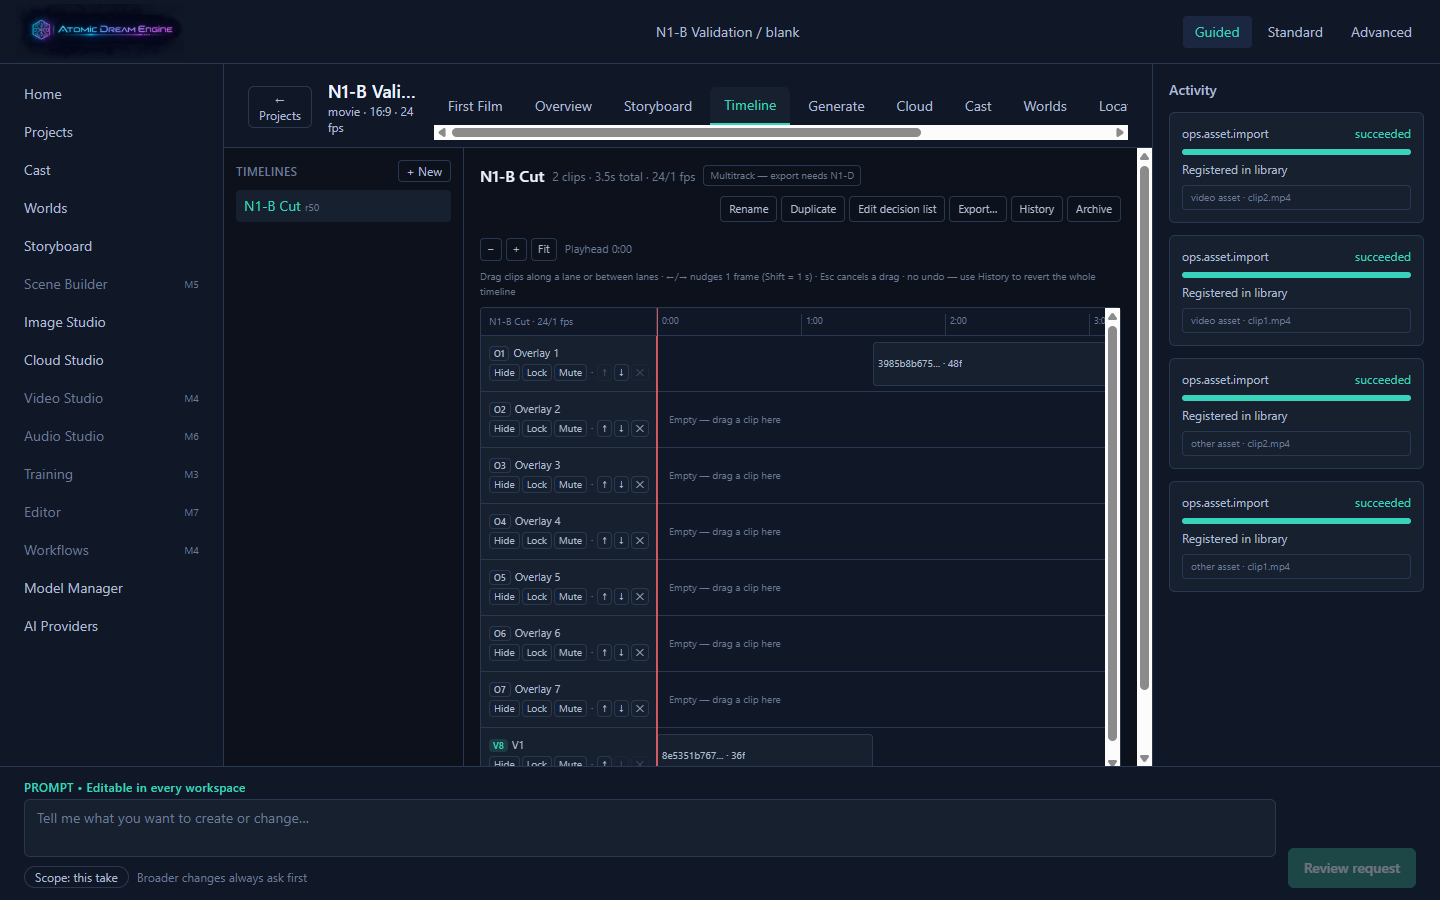 ATOMIC DREAM ENGINE
N1-B Validation / blank
Guided
Standard
Advanced
Home
Projects
Cast
Worlds
Storyboard
Scene Builder M5
Image Studio
Cloud Studio
Video Studio M4
Audio Studio M6
Training M3
Editor M7
Workflows M4
Model Manager
AI Providers
← Projects
N1-B Vali...
movie · 16:9 · 24 fps
First Film
Overview
Storyboard
Timeline
Generate
Cloud
Cast
Worlds
Loca
TIMELINES
+ New
N1-B Cut r50
N1-B Cut 2 clips · 3.5s total · 24/1 fps
Multitrack — export needs N1-D
Rename
Duplicate
Edit decision list
Export...
History
Archive
− + Fit Playhead 0:00
Drag clips along a lane or between lanes · ←/→ nudges 1 frame (Shift = 1 s) · Esc cancels a drag · no undo — use History to revert the whole
timeline
N1-B Cut · 24/1 fps
0:00 1:00 2:00 3:0
O1 Overlay 1
Hide Lock Mute · ↑ ↓ ×
3985b8b675... · 48f
O2 Overlay 2
Hide Lock Mute · ↑ ↓ ×
Empty — drag a clip here
O3 Overlay 3
Hide Lock Mute · ↑ ↓ ×
Empty — drag a clip here
O4 Overlay 4
Hide Lock Mute · ↑ ↓ ×
Empty — drag a clip here
O5 Overlay 5
Hide Lock Mute · ↑ ↓ ×
Empty — drag a clip here
O6 Overlay 6
Hide Lock Mute · ↑ ↓ ×
Empty — drag a clip here
O7 Overlay 7
Hide Lock Mute · ↑ ↓ ×
Empty — drag a clip here
V8 V1
Hide Lock Mute · ↑ ↓ ×
8e5351b767... · 36f
Activity
ops.asset.import succeeded
Registered in library
video asset · clip2.mp4
ops.asset.import succeeded
Registered in library
video asset · clip1.mp4
ops.asset.import succeeded
Registered in library
other asset · clip2.mp4
ops.asset.import succeeded
Registered in library
other asset · clip1.mp4
PROMPT • Editable in every workspace
Tell me what you want to create or change...
Scope: this take
Broader changes always ask first
Review request